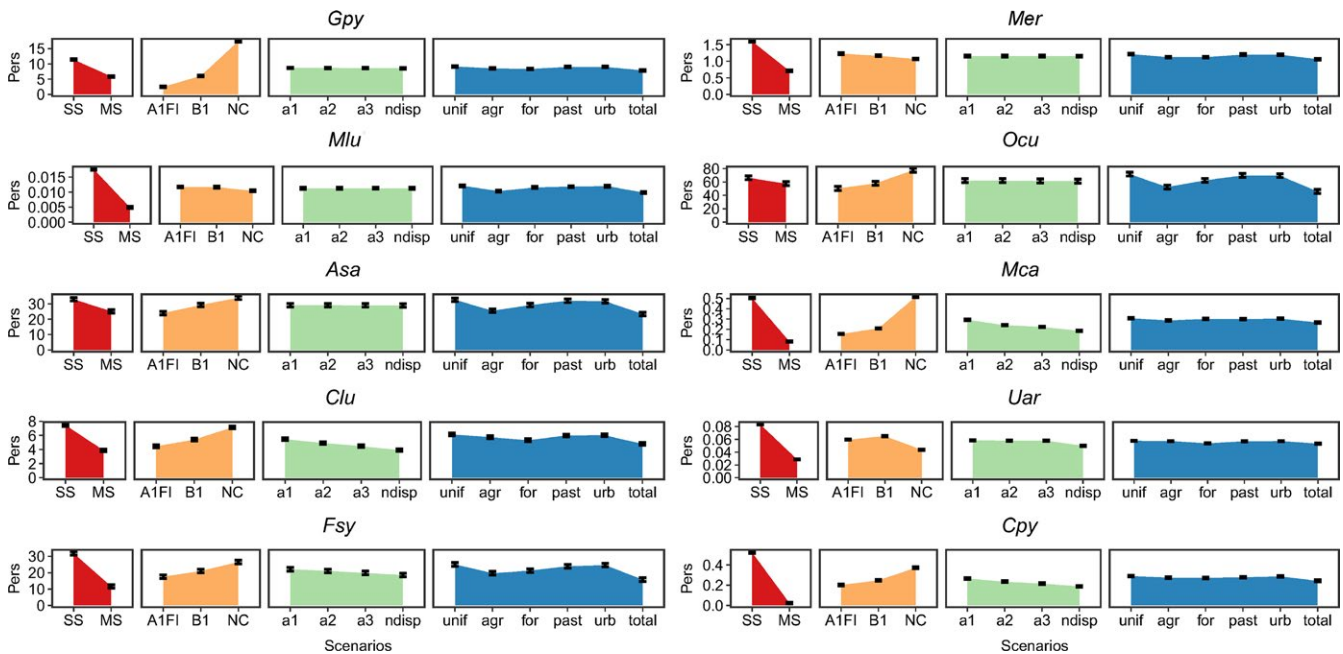 Gpy Mer
Pers 15 10 5 0 SS MS A1FI B1 NC a1 a2 a3 ndisp unif agr for past urb total
Pers 1.5 1.0 0.5 0.0 SS MS A1FI B1 NC a1 a2 a3 ndisp unif agr for past urb total
Mlu Ocu
Pers 0.015 0.010 0.005 0.000 SS MS A1FI B1 NC a1 a2 a3 ndisp unif agr for past urb total
Pers 80 60 40 20 0 SS MS A1FI B1 NC a1 a2 a3 ndisp unif agr for past urb total
Asa Mca
Pers 30 20 10 0 SS MS A1FI B1 NC a1 a2 a3 ndisp unif agr for past urb total
Pers 0.5 0.4 0.3 0.2 0.1 0.0 SS MS A1FI B1 NC a1 a2 a3 ndisp unif agr for past urb total
Clu Uar
Pers 8 6 4 2 0 SS MS A1FI B1 NC a1 a2 a3 ndisp unif agr for past urb total
Pers 0.08 0.06 0.04 0.02 0.00 SS MS A1FI B1 NC a1 a2 a3 ndisp unif agr for past urb total
Fsy Cpy
Pers 30 20 10 0 SS MS A1FI B1 NC a1 a2 a3 ndisp unif agr for past urb total
Pers 0.4 0.2 0.0 SS MS A1FI B1 NC a1 a2 a3 ndisp unif agr for past urb total
Scenarios Scenarios